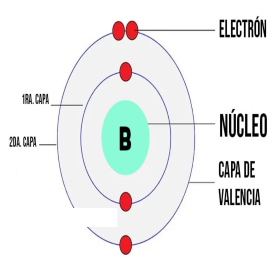 ELECTRÓN
1RA. CAPA
NÚCLEO
B
2DA. CAPA
CAPA DE
VALENCIA